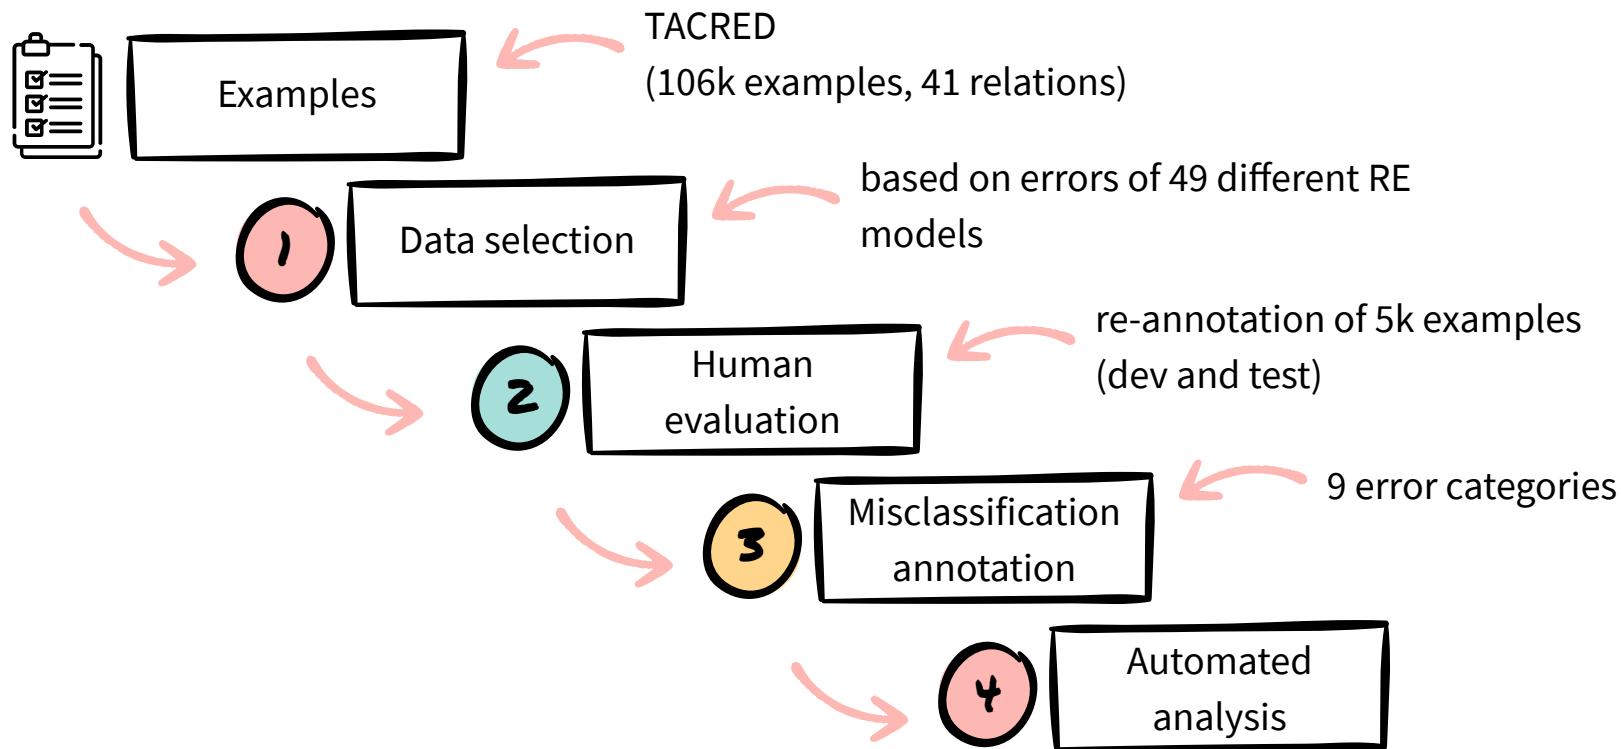 TACRED
(106k examples, 41 relations)
Examples
based on errors of 49 different RE
models
1
Data selection
re-annotation of 5k examples
(dev and test)
2
Human
evaluation
9 error categories
3
Misclassification
annotation
4
Automated
analysis